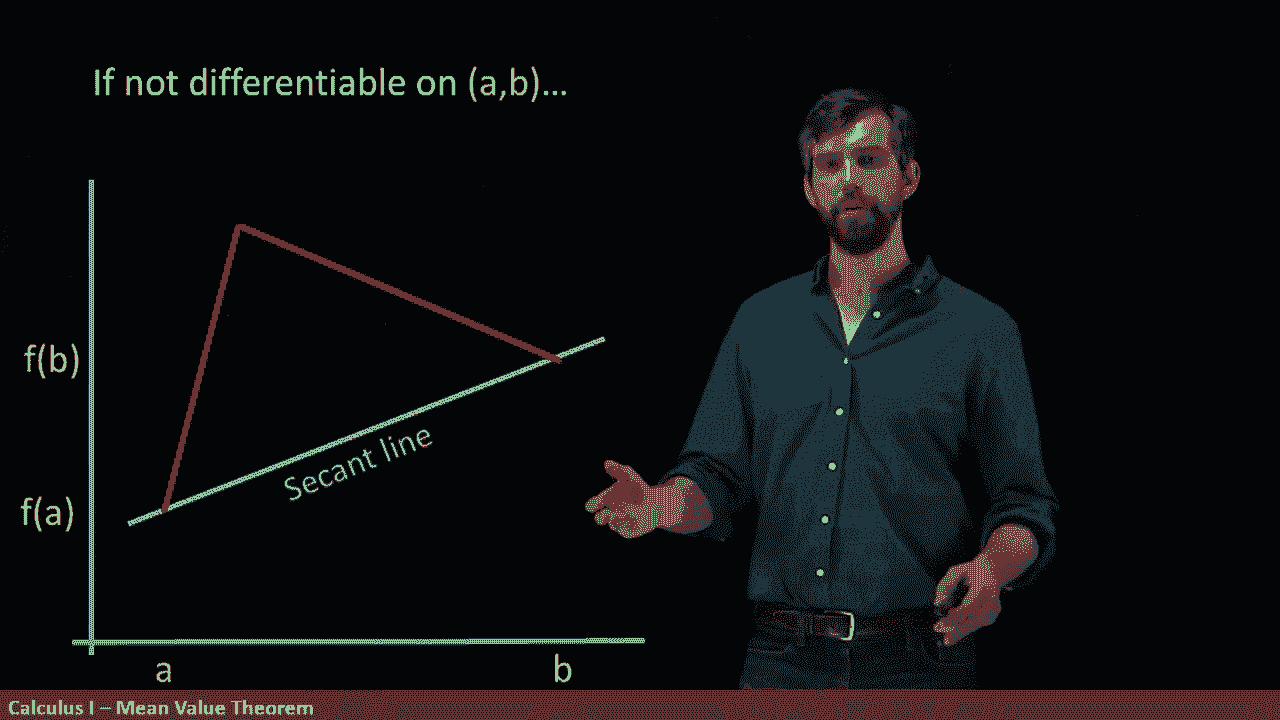 If not differentiable on (a,b)...
f(b)
Secant line
f(a)
a b
Calculus I – Mean Value Theorem